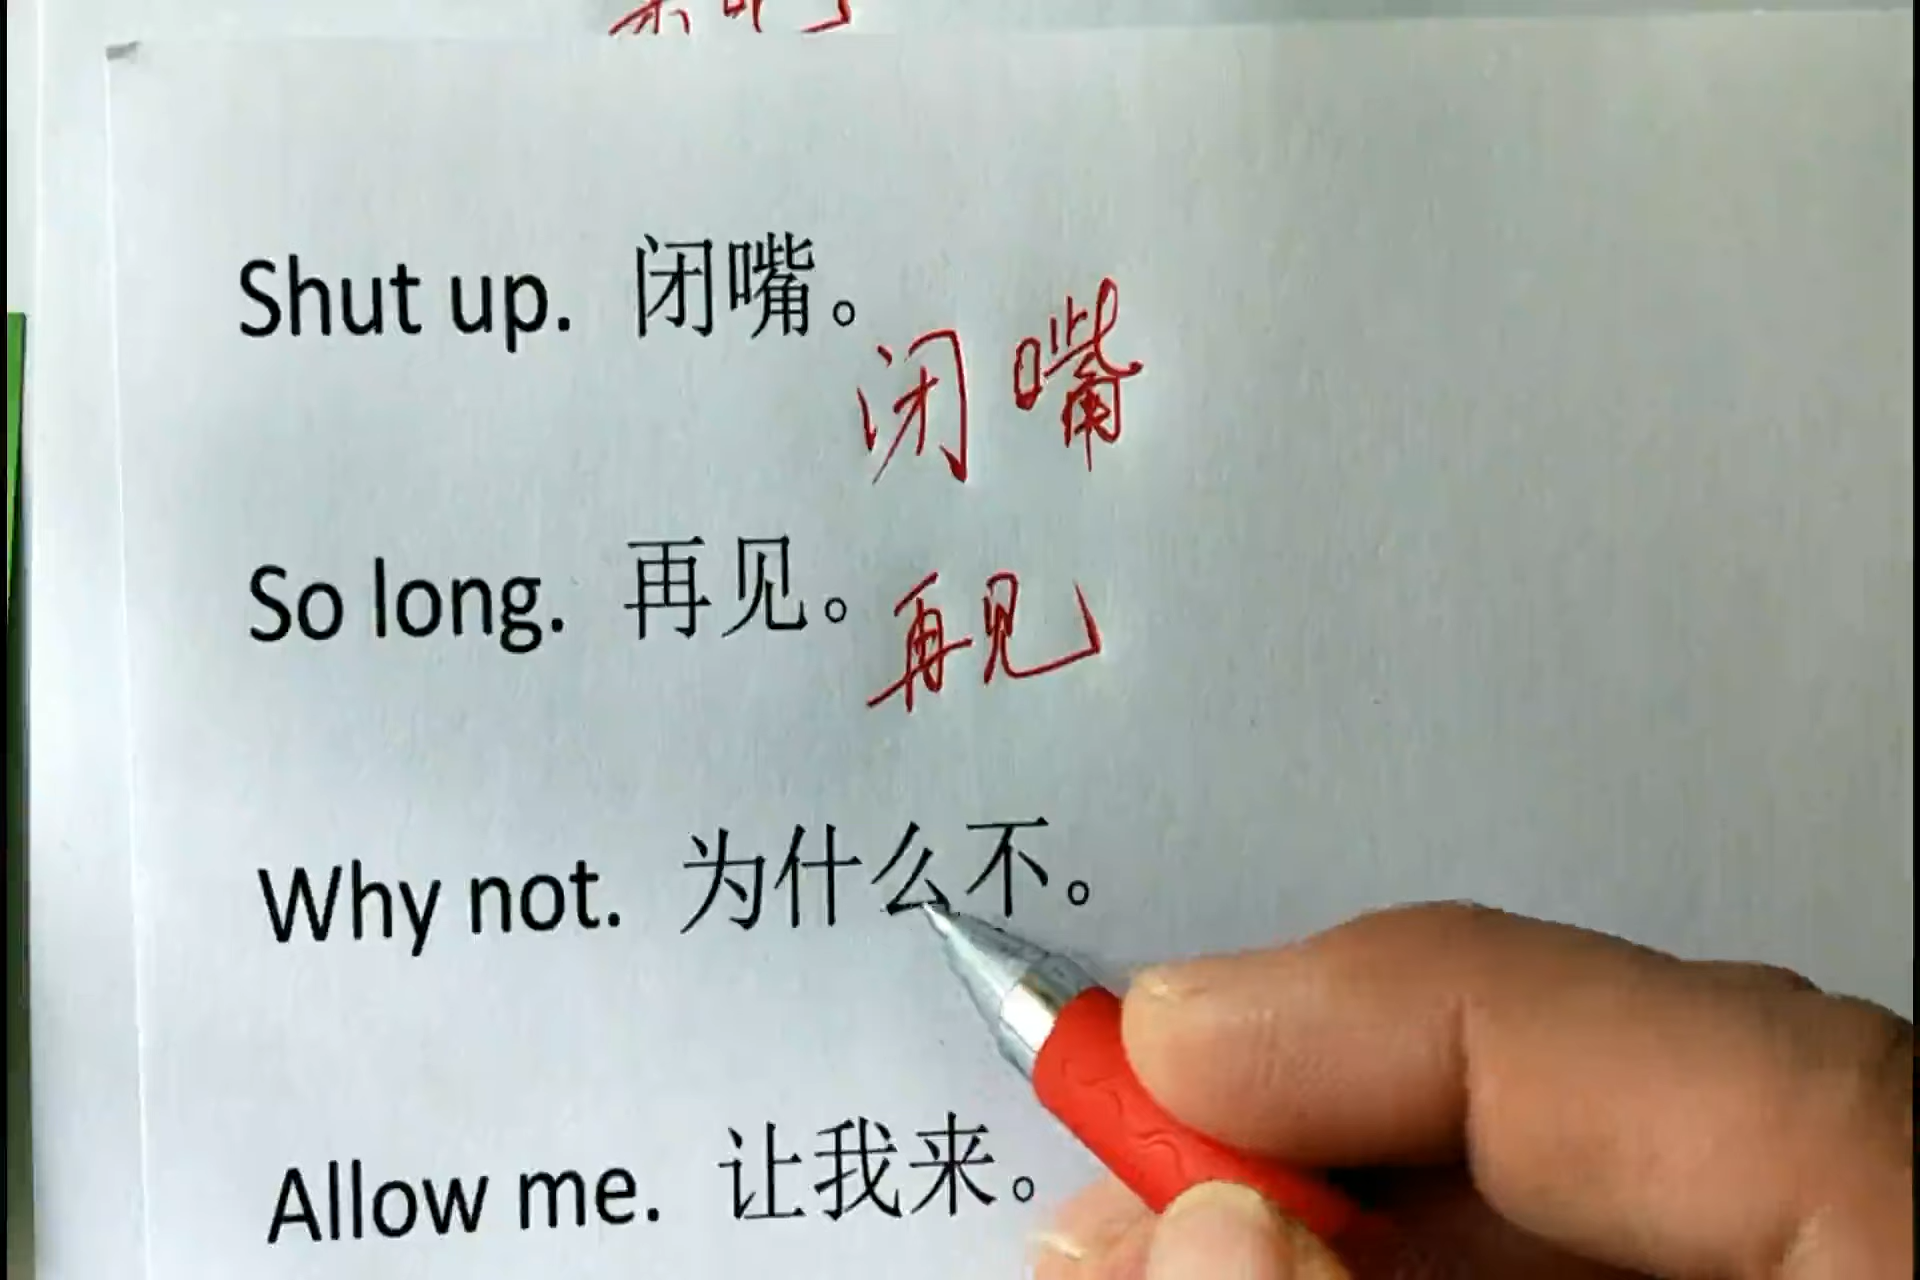 Shut up. 闭嘴。
闭嘴
So long. 再见。
再见
Why not. 为什么不。
Allow me. 让我来。